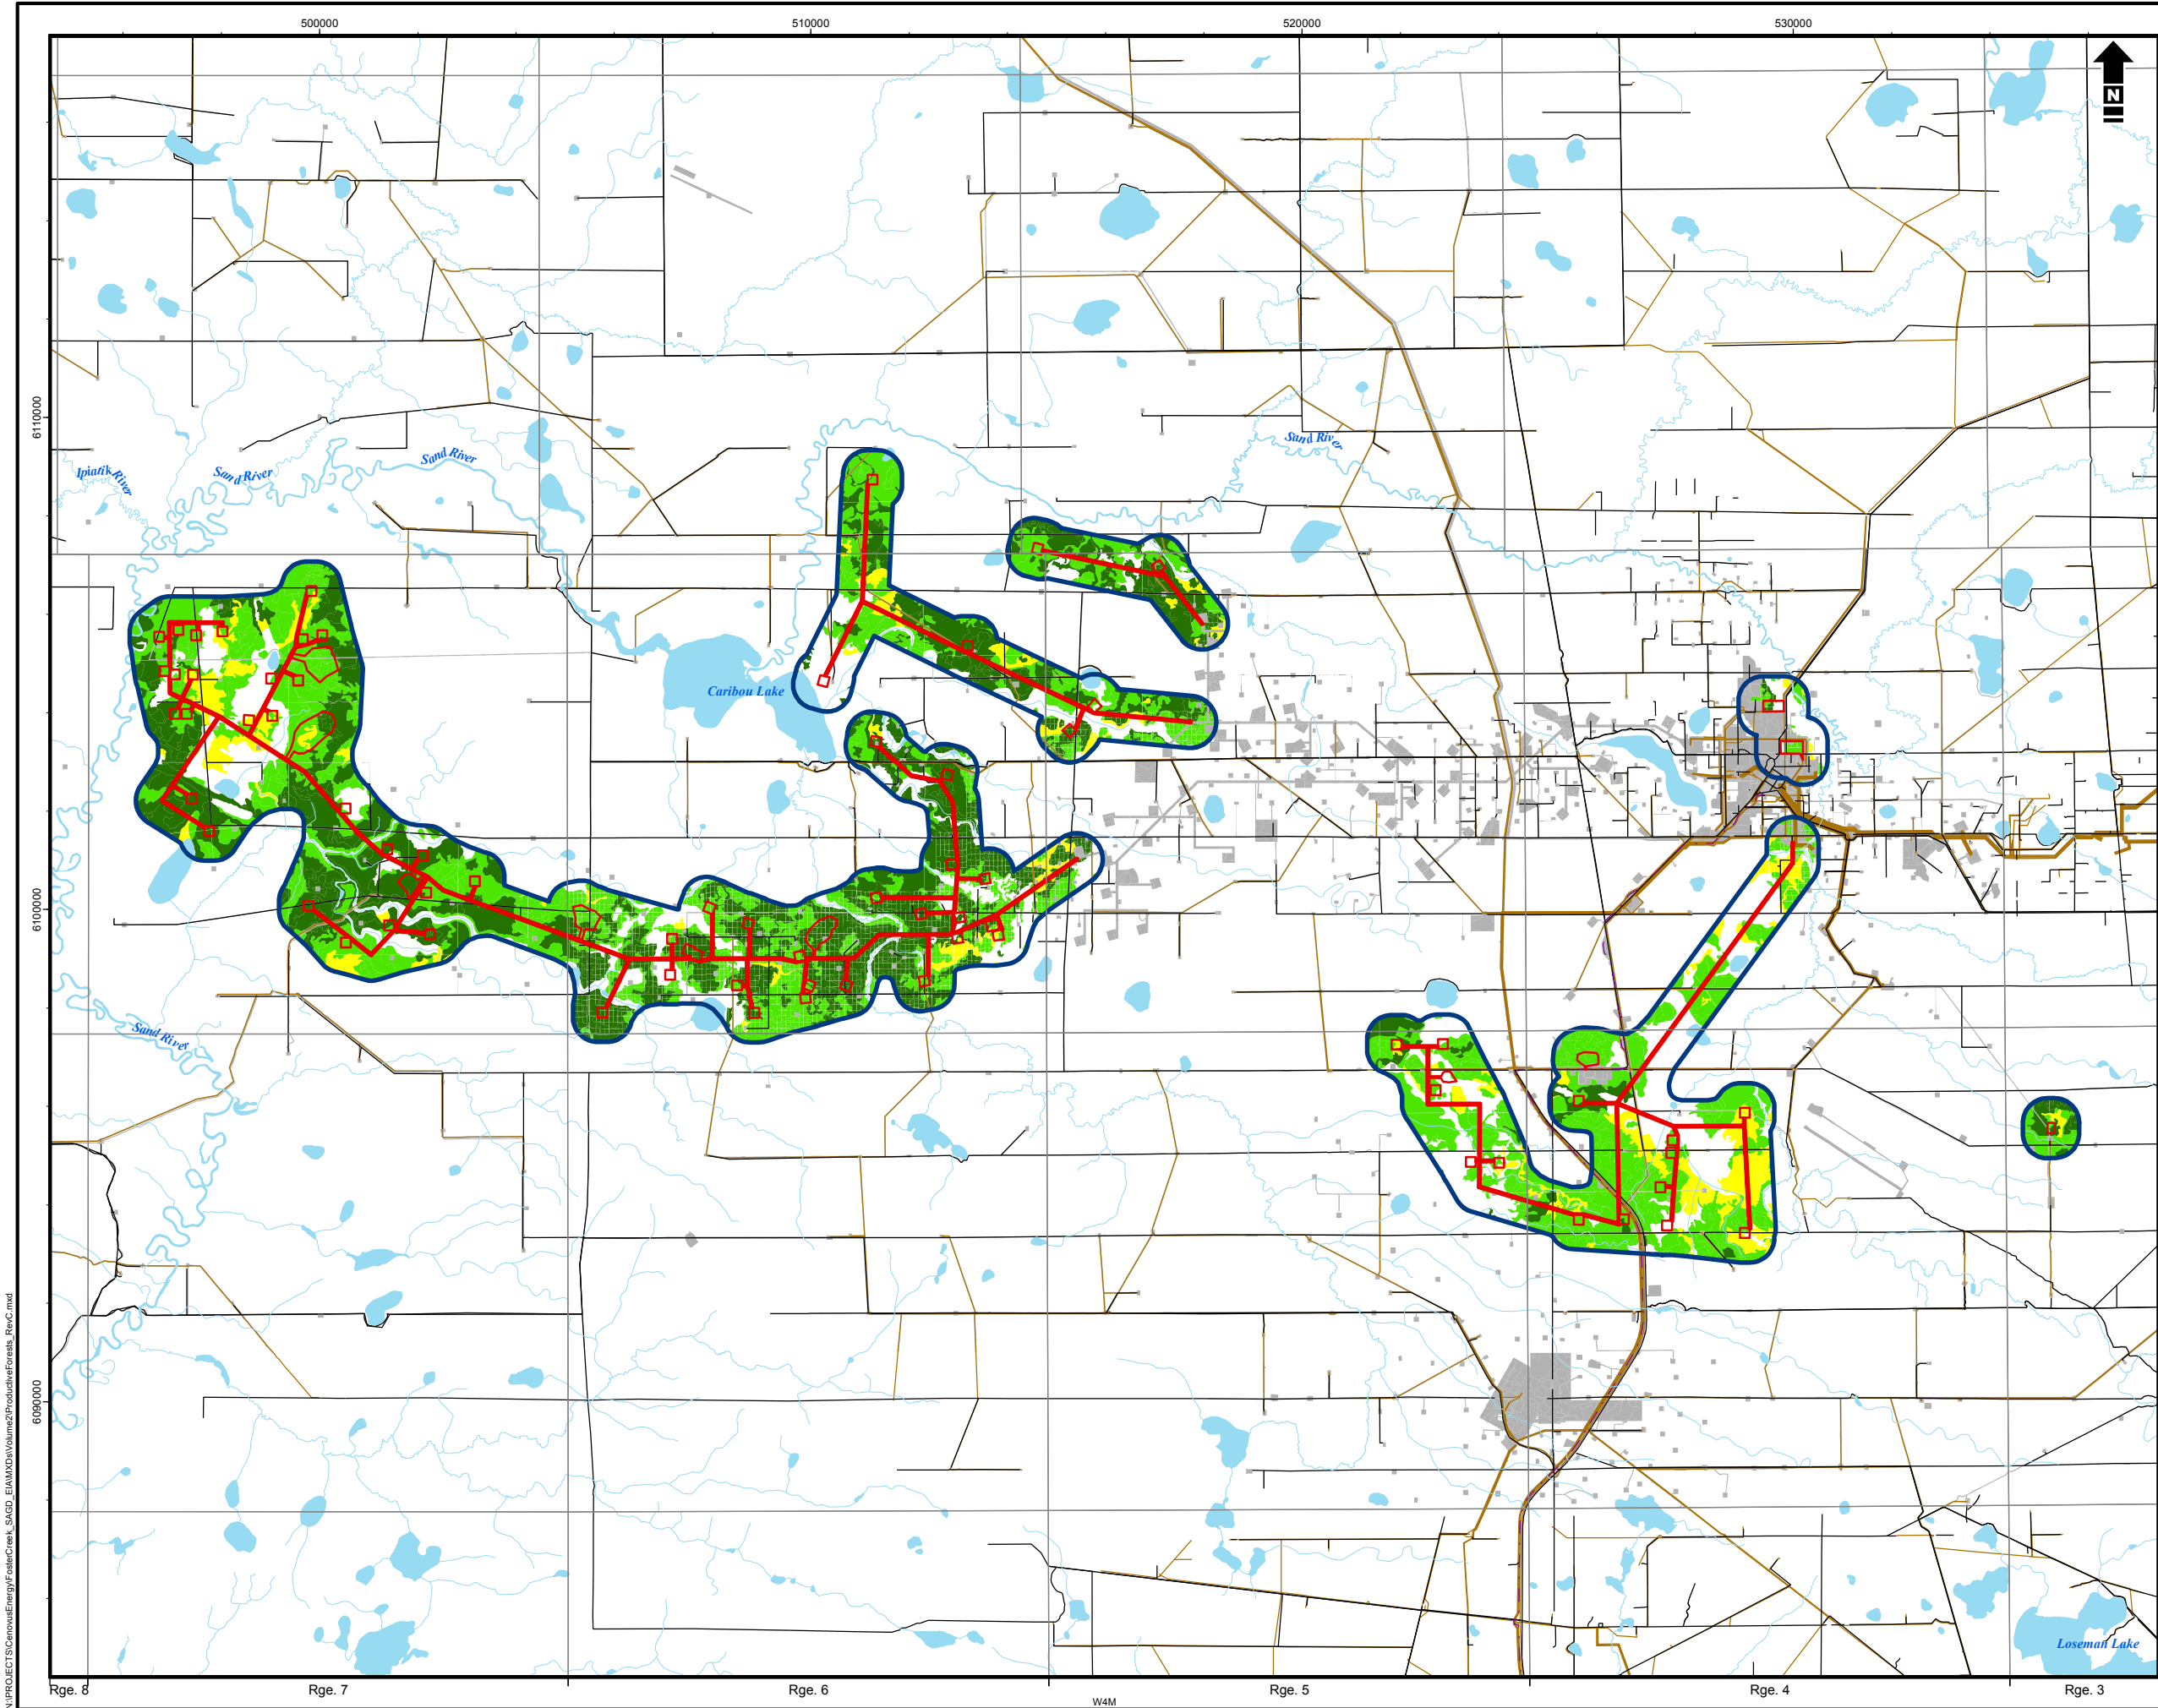 500000 510000 520000 530000
N
6110000
Ipiatik River
Sand River
Sand River
Sand River
Caribou Lake
6100000
Sand River
6090000
Loseman Lake
N:\PROJECTS\CenovusEnergy\FosterCreek_SAGD_EIA\MXDs\Volume2\ProductiveForests_RevC.mxd
Rge. 8 Rge. 7 Rge. 6 Rge. 5 Rge. 4 Rge. 3
W4M